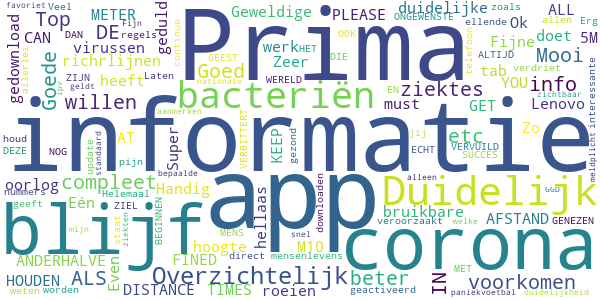 favoriet Veel
Fijn
Top
DE METER
ZIJN DAN regels
gedownload
CAN virussen
continue
allerlei richrlijnen
Goede
willen
heeft Laten
lpv
geduld
Geweldige
OOK
PLEASE
duidelijke zoals
ONGEWENSTE
Ok ellende
ALL
allen Erg
Prima
werk HET
Zeer
Goed
GEEST
WERELD
nationale
DIE
telefoon
ALTIJD
Fijne
doet 5M
Mooi
verdriet
geldt
bacteriën
EN
ziektes
tab YOU info
zichtbaar
interessante
meldplicht
aanmerken
must GET Lenovo
informatie
houd
DEZE NOG
update
standaard
AT
pijn
Super
VERBITTERT
KEEP
gezond
etc
jij
ECHT
Zo
VERVUILD
SUCCES
oorlog
compleet
bepaalde
Helemaal
Handig
app
Duidelijk
alleen
GGD
nummers
geeft
Eén
ZIEL
ziekten
staat
BEGINNEN
MENS
hoogte
hellaas
snel
M10
downloaden
bruikbare
veroorzaakt AFSTAND
welke
GENEZEN
blijf
corona
mijn
ANDERHALVE
Even
FINED
direct mensenlevens
MET
HOUDEN ALS
Overzichtelijk
beter
IN
voorkomen
weten worden
DISTANCE TIMES
roeien
geactiveerd
paniekvoetbal
duidelijkheid